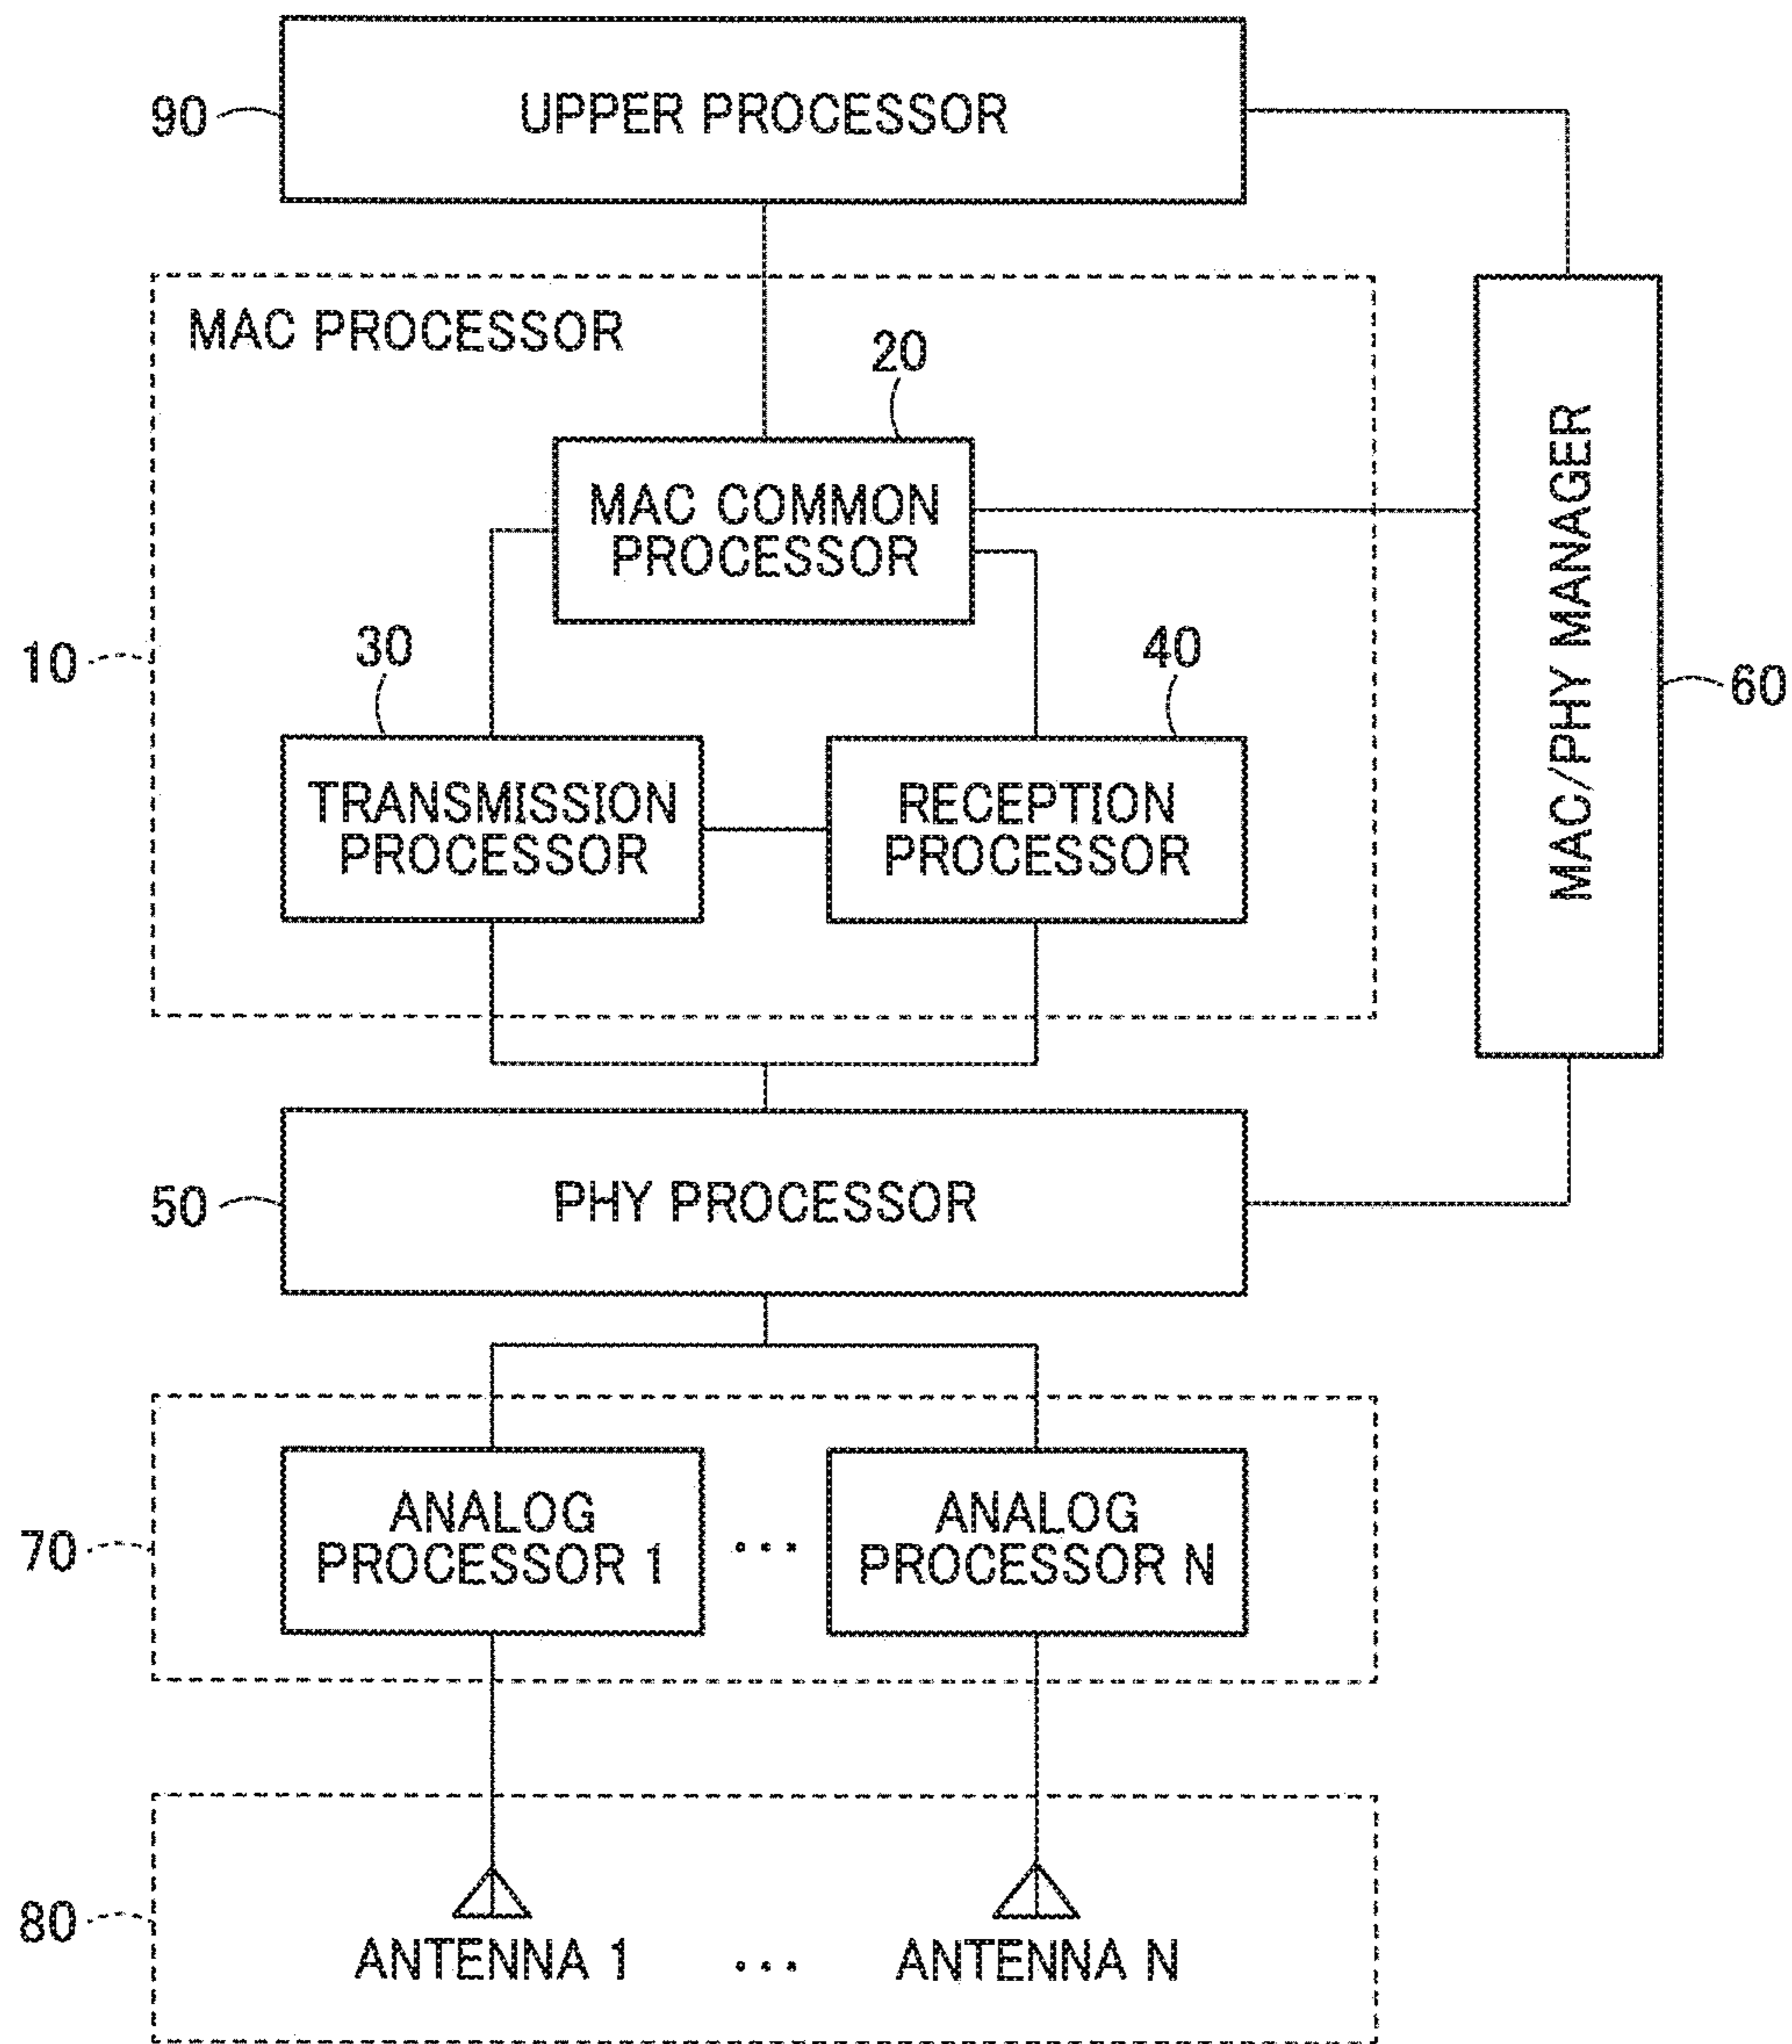 90
UPPER PROCESSOR
MAC PROCESSOR
20
MAC COMMON
PROCESSOR
10
30
40
60
MAC/PHY MANAGER
TRANSMISSION
PROCESSOR
RECEPTION
PROCESSOR
50
PHY PROCESSOR
70
ANALOG
PROCESSOR 1
...
ANALOG
PROCESSOR N
80
ANTENNA 1
...
ANTENNA N